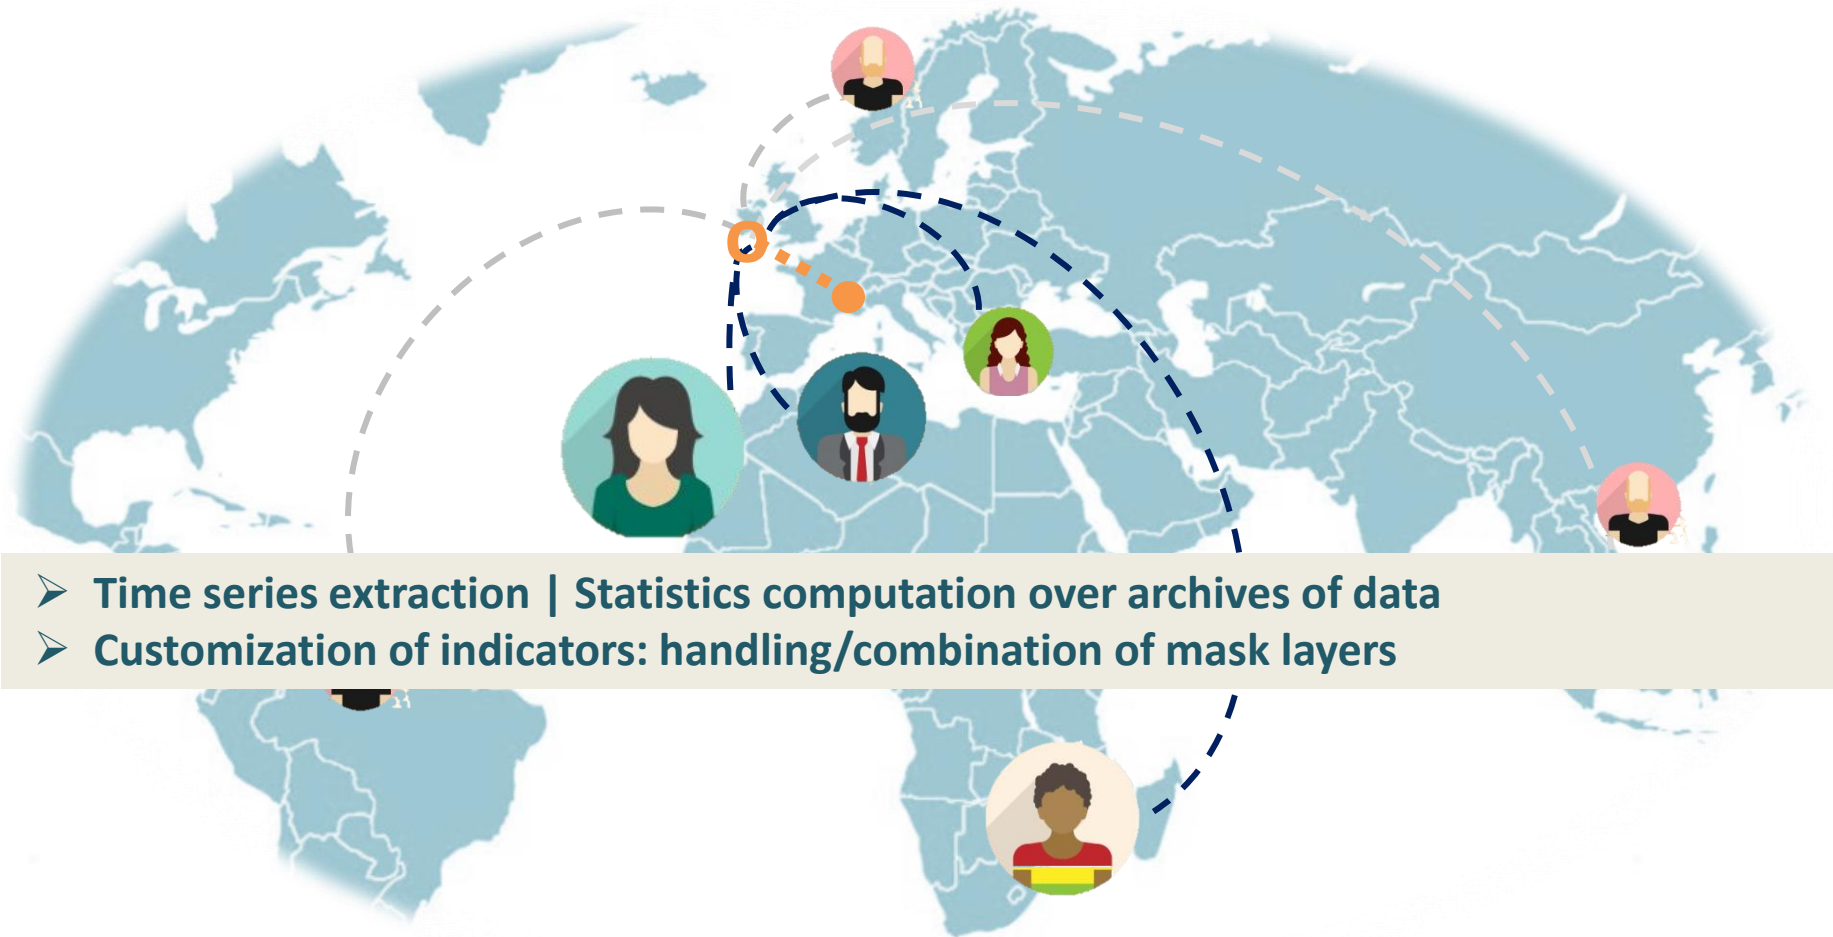 ➢ Time series extraction | Statistics computation over archives of data
➢ Customization of indicators: handling/combination of mask layers